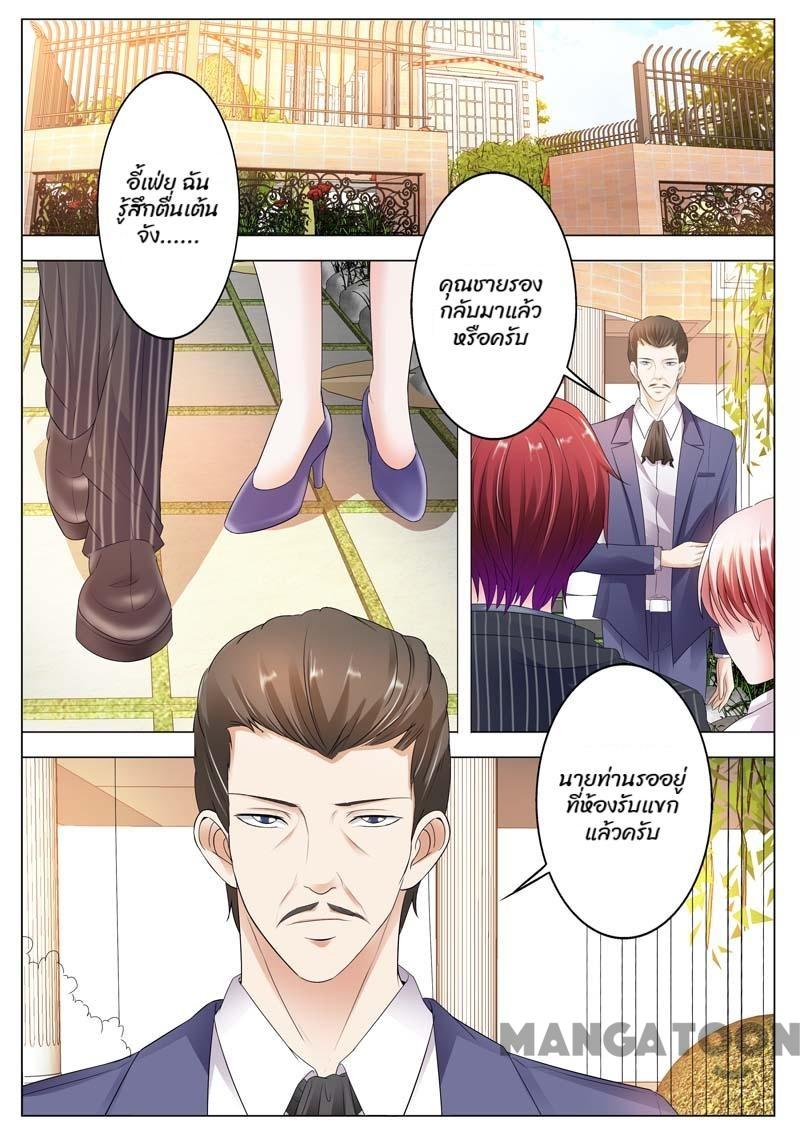 อี้เฟ่ย ฉัน
รู้สึกตื่นเต้น
จัง......
คุณชายรอง
กลับมาแล้ว
หรือครับ
นายท่านรออยู่
ที่ห้องรับแขก
แล้วครับ
MANGATOON